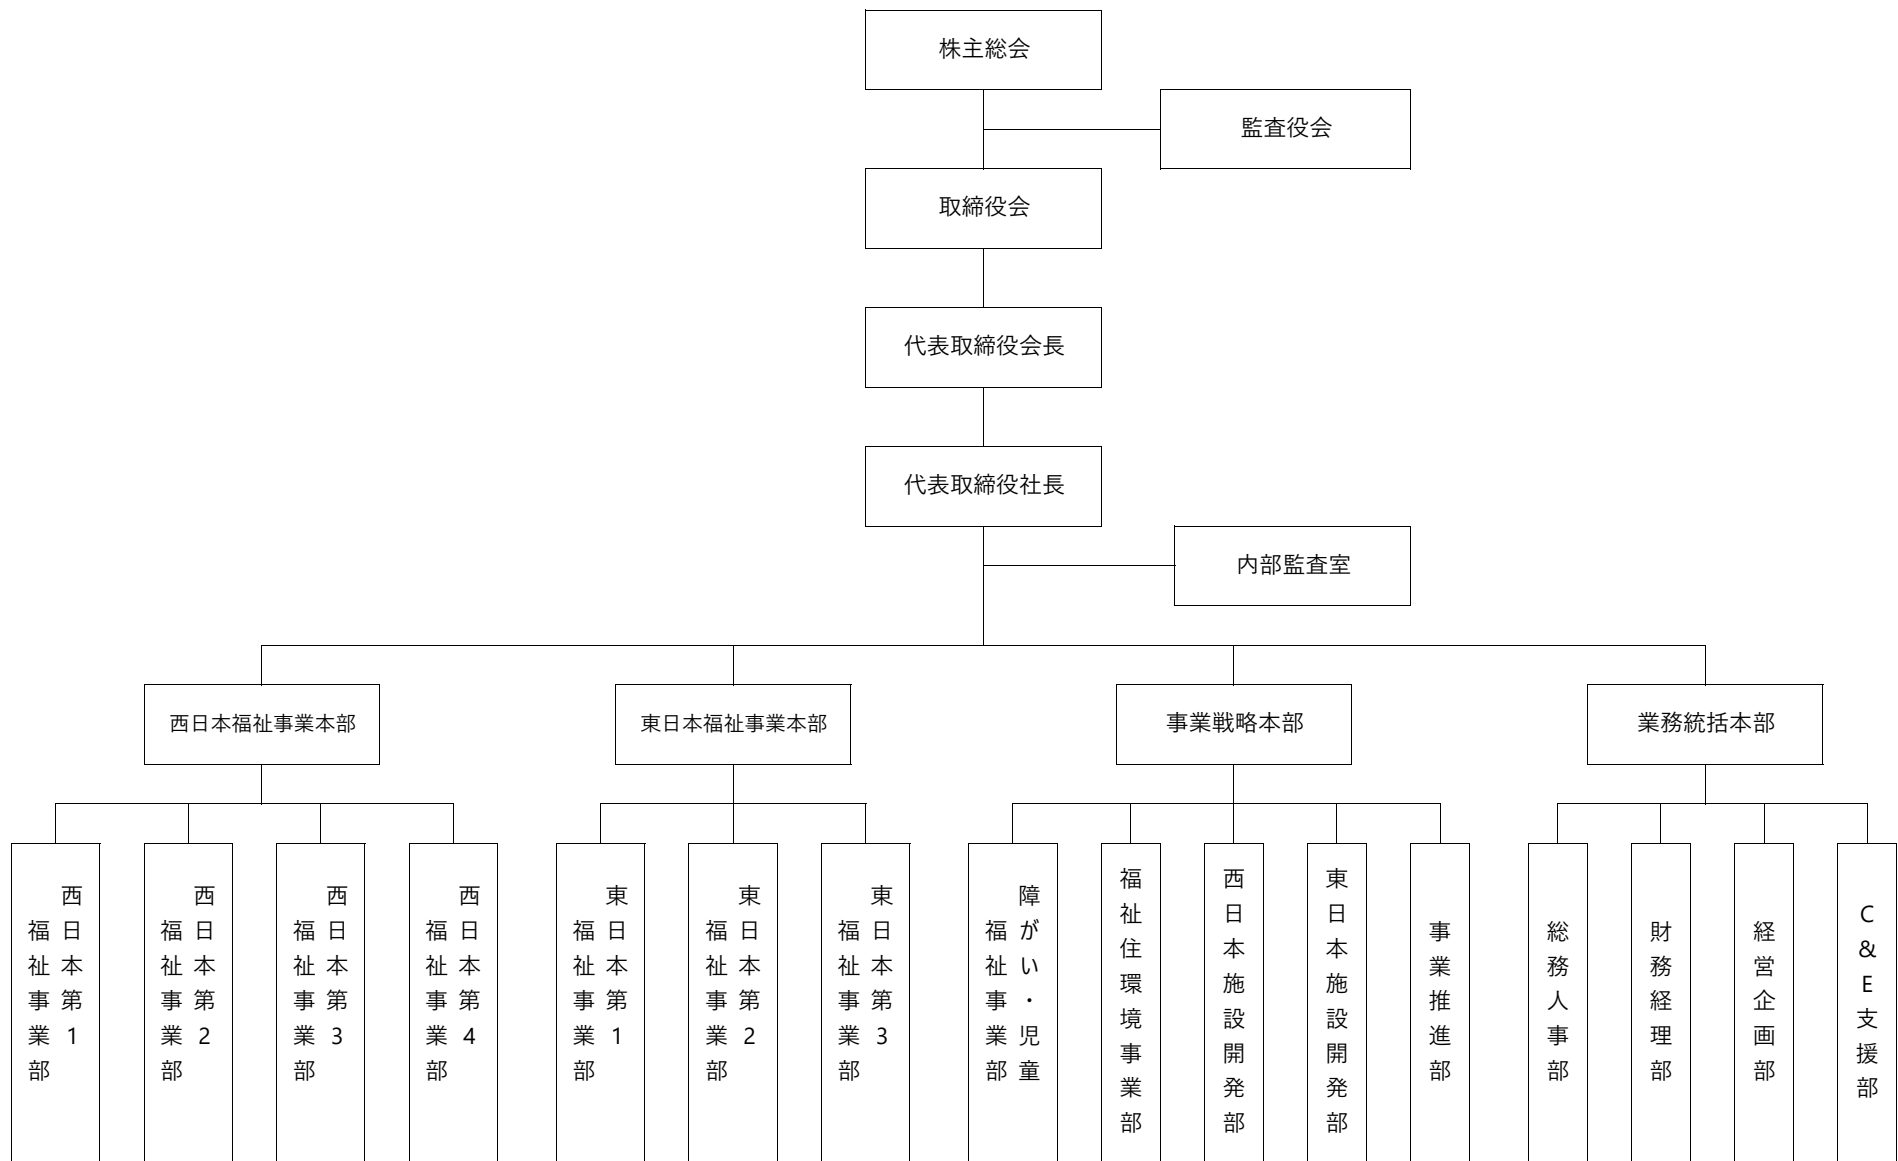 株主総会
監査役会
取締役会
代表取締役会長
代表取締役社長
内部監査室
西日本福祉事業本部
東日本福祉事業本部
事業戦略本部
業務統括本部
西日本第1
福祉事業部
西日本第2
福祉事業部
西日本第3
福祉事業部
西日本第4
福祉事業部
東日本第1
福祉事業部
東日本第2
福祉事業部
東日本第3
福祉事業部
障がい・児童
福祉事業部
福祉住環境事業部
西日本施設開発部
東日本施設開発部
事業推進部
総務人事部
財務経理部
経営企画部
C&E支援部